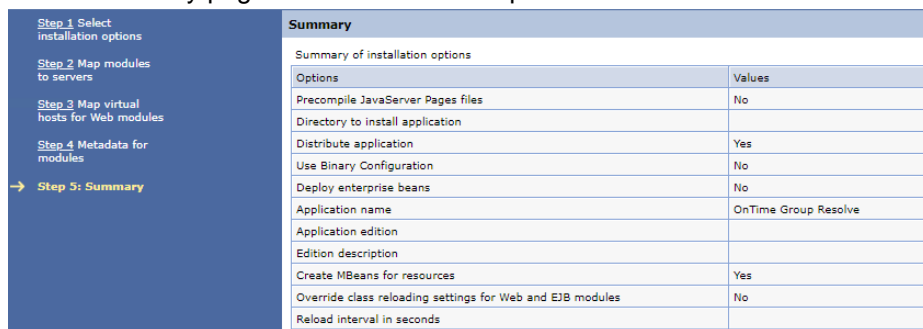 Step 1 Select
installation options
Step 2 Map modules
to servers
Step 3 Map virtual
hosts for Web modules
Step 4 Metadata for
modules
Step 5: Summary
Summary
Summary of installation options
Options Values
Precompile JavaServer Pages files No
Directory to install application
Distribute application Yes
Use Binary Configuration No
Deploy enterprise beans No
Application name OnTime Group Resolve
Application edition
Edition description
Create MBeans for resources Yes
Override class reloading settings for Web and EJB modules No
Reload interval in seconds